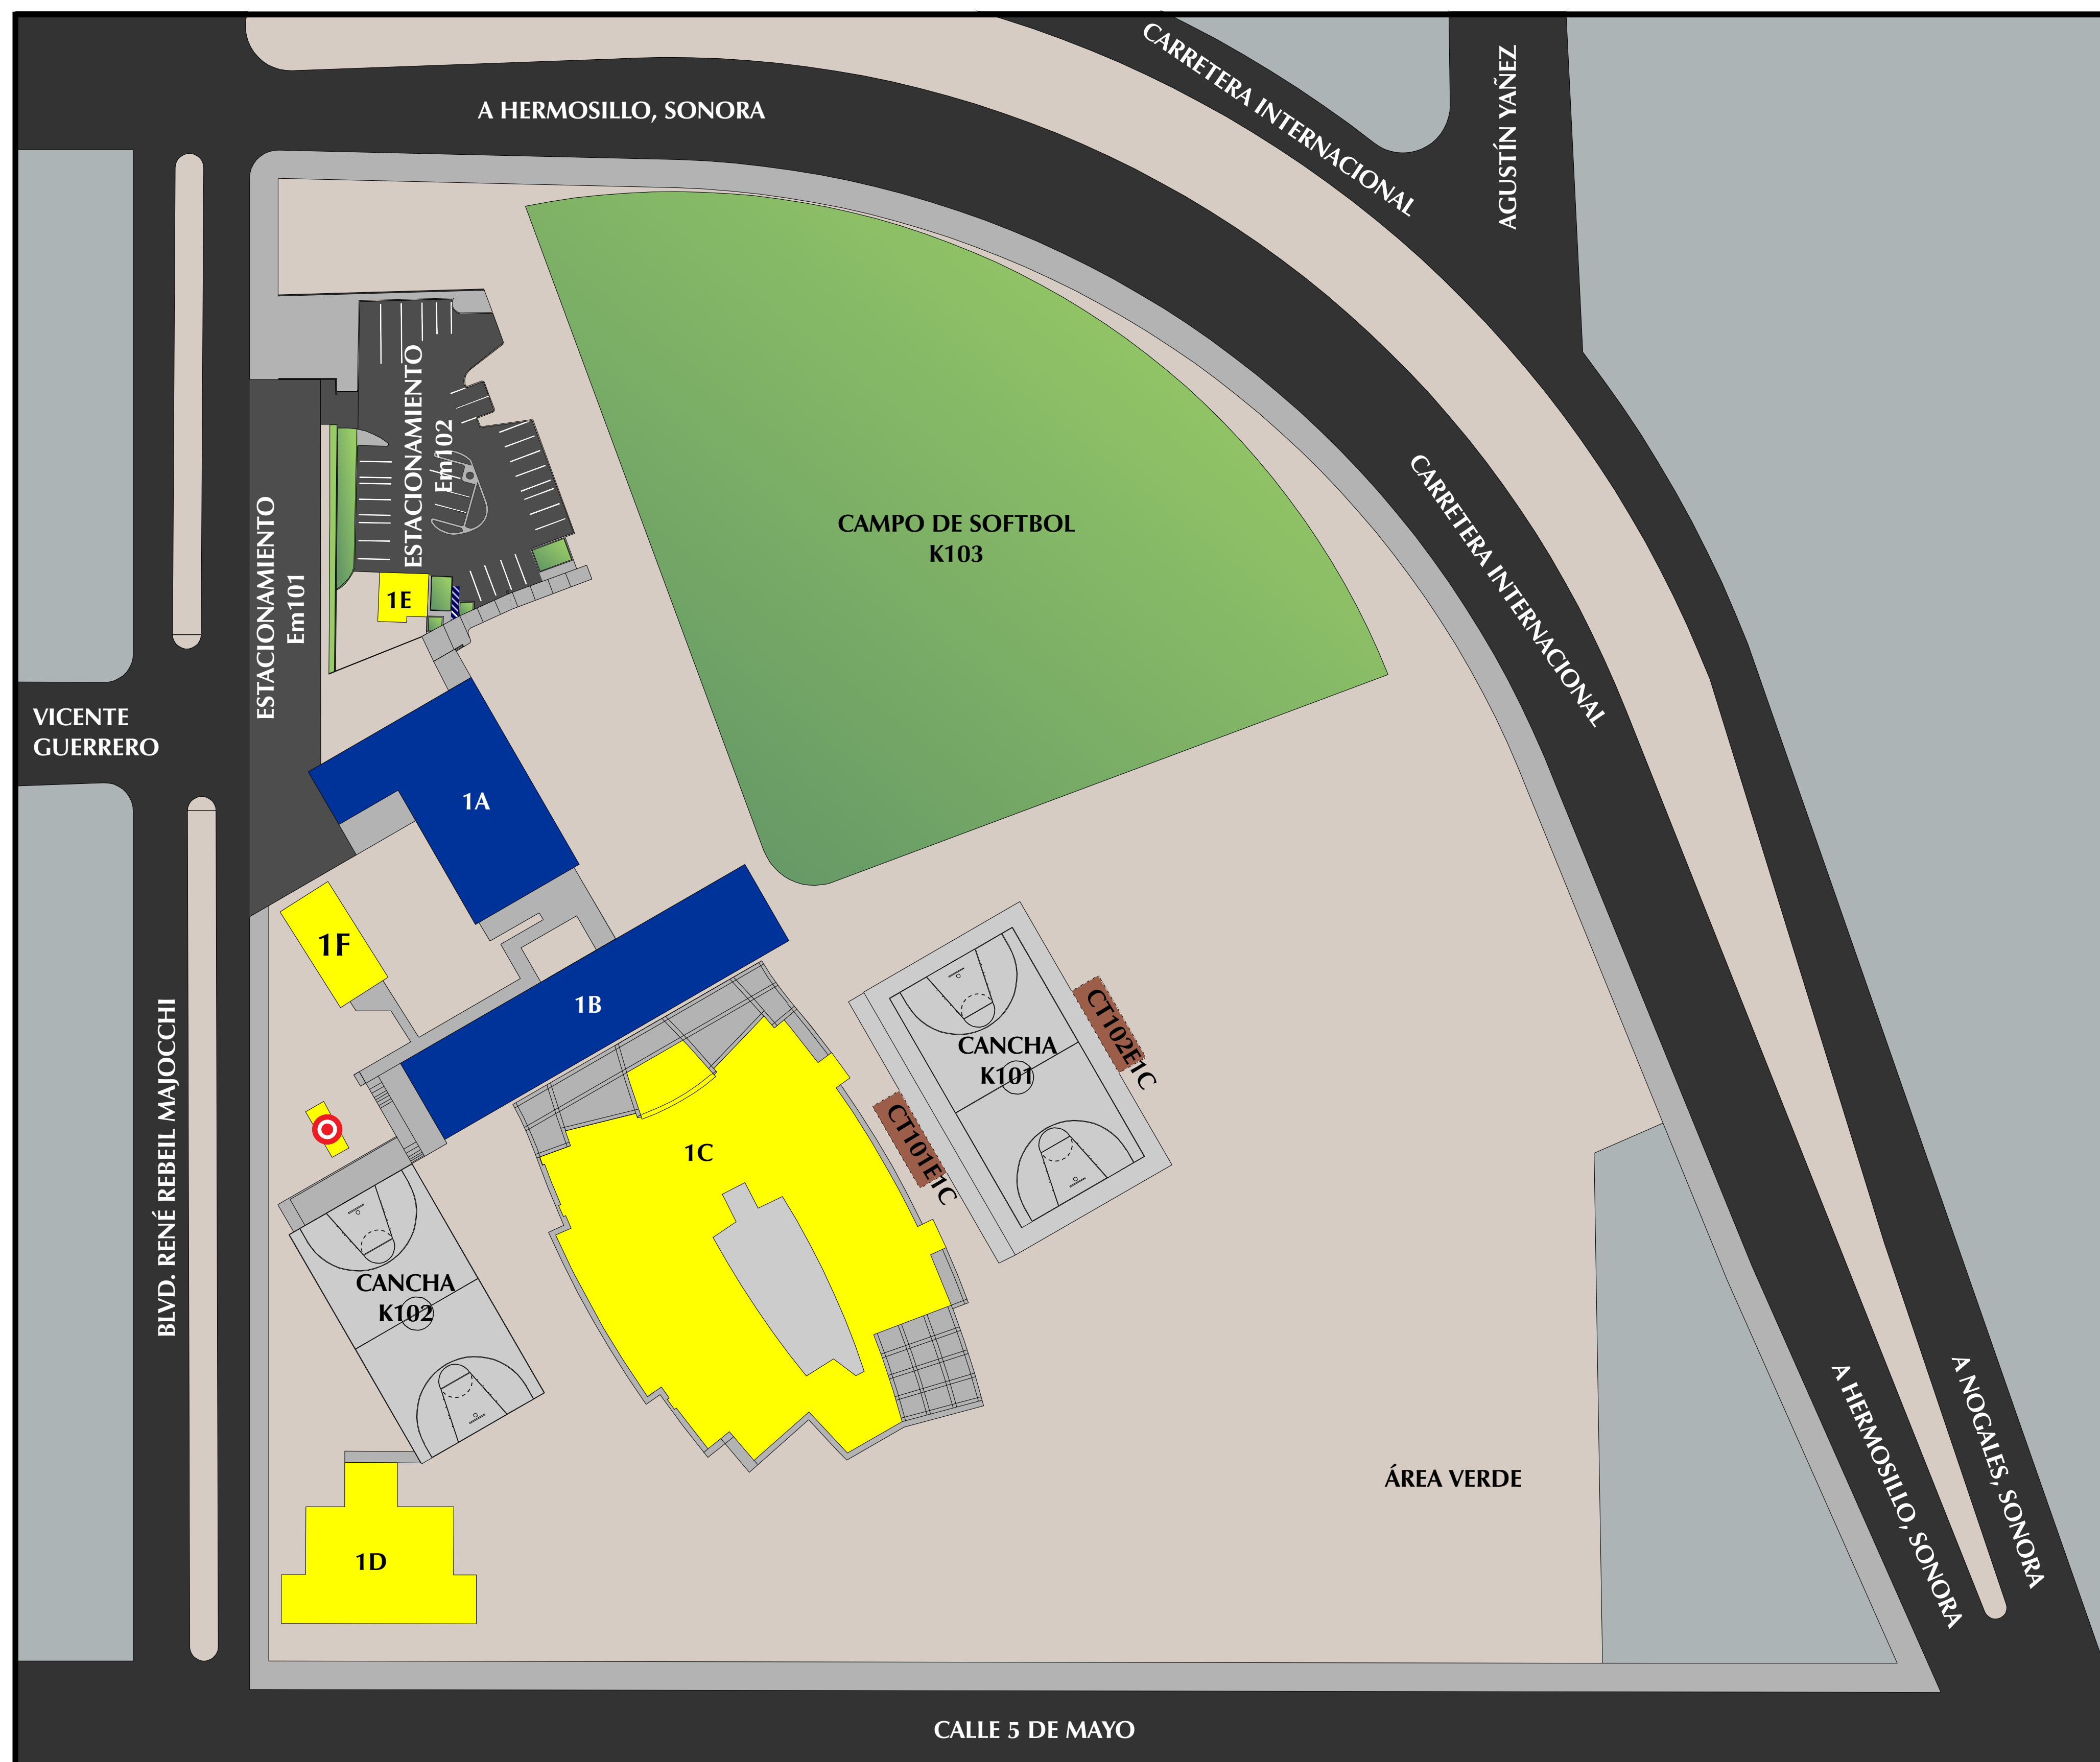 A HERMOSILLO, SONORA
CARRETERA INTERNACIONAL
AGUSTÍN YAÑEZ
ESTACIONAMIENTO
Em102
ESTACIONAMIENTO
Em101
1E
CAMPO DE SOFTBOL
K103
CARRETERA INTERNACIONAL
VICENTE
GUERRERO
1A
1F
1B
CANCHA
K101
CT102E1C
CT101E1C
1C
BLVD. RENÉ REBEIL MAJOCCHI
CANCHA
K102
ÁREA VERDE
A HERMOSILLO, SONORA
A NOGALES, SONORA
1D
CALLE 5 DE MAYO